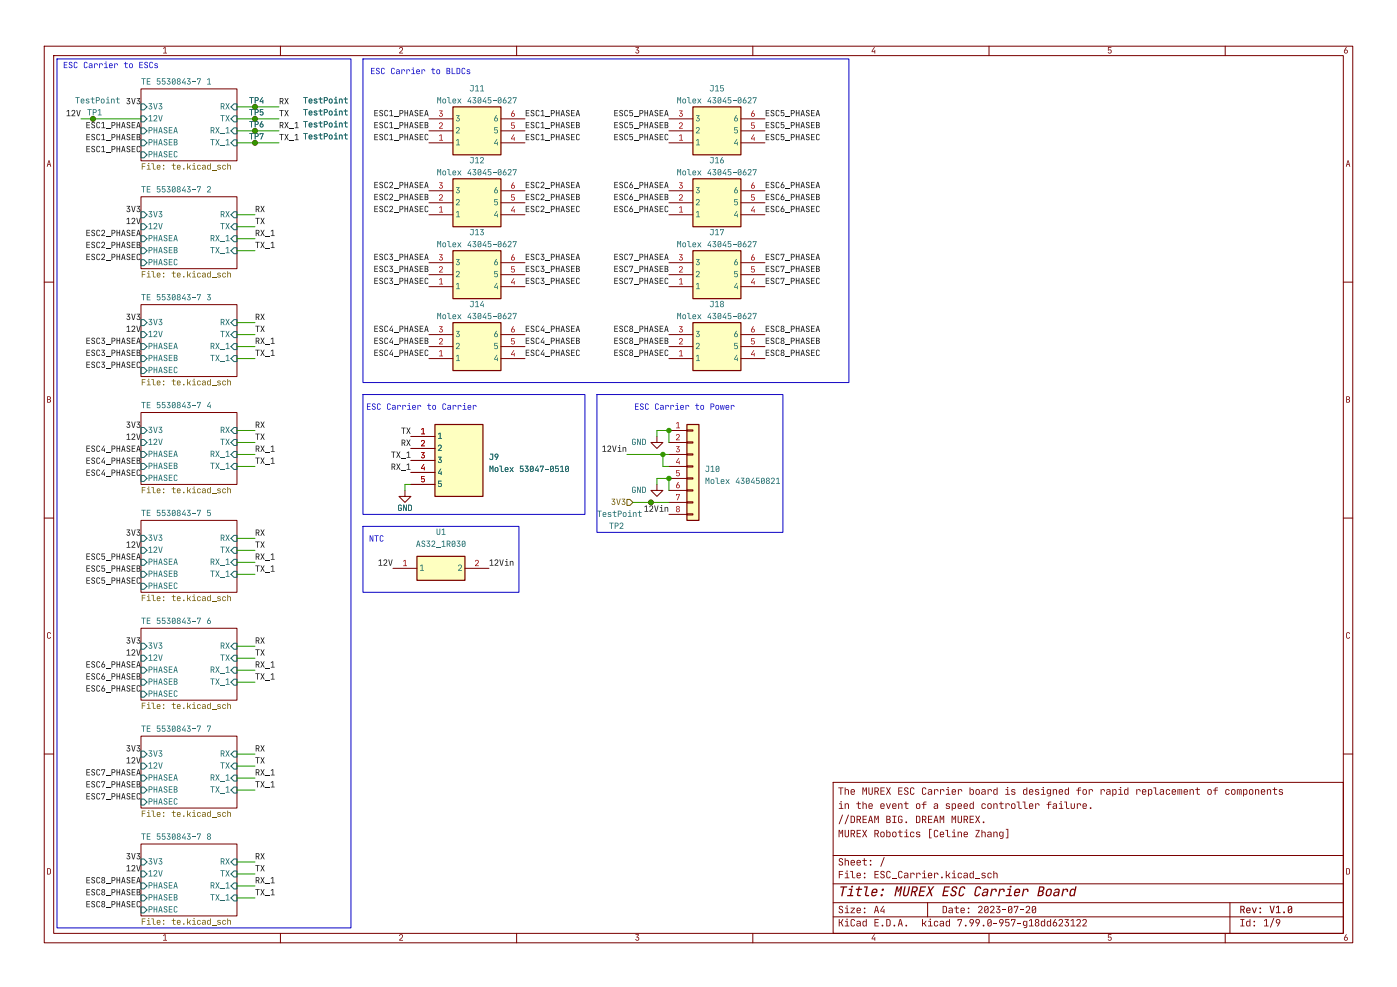 1 2 3 4 5 6
A
B
C
D
ESC Carrier to ESCs
TE 5530843-7 1
TestPoint 3V3
12V TP1
ESC1_PHASEA
ESC1_PHASEB
ESC1_PHASEC
3V3 RX
12V TX
PHASEA RX_1
PHASEB TX_1
PHASEC
TP4 RX TestPoint
TP5 TX TestPoint
TP6 RX_1 TestPoint
TP7 TX_1 TestPoint
File: te.kicad_sch
TE 5530843-7 2
3V3 3V3 RX RX
12V 12V TX TX
ESC2_PHASEA PHASEA RX_1 RX_1
ESC2_PHASEB PHASEB TX_1 TX_1
ESC2_PHASEC PHASEC
File: te.kicad_sch
TE 5530843-7 3
3V3 3V3 RX RX
12V 12V TX TX
ESC3_PHASEA PHASEA RX_1 RX_1
ESC3_PHASEB PHASEB TX_1 TX_1
ESC3_PHASEC PHASEC
File: te.kicad_sch
TE 5530843-7 4
3V3 3V3 RX RX
12V 12V TX TX
ESC4_PHASEA PHASEA RX_1 RX_1
ESC4_PHASEB PHASEB TX_1 TX_1
ESC4_PHASEC PHASEC
File: te.kicad_sch
TE 5530843-7 5
3V3 3V3 RX RX
12V 12V TX TX
ESC5_PHASEA PHASEA RX_1 RX_1
ESC5_PHASEB PHASEB TX_1 TX_1
ESC5_PHASEC PHASEC
File: te.kicad_sch
TE 5530843-7 6
3V3 3V3 RX RX
12V 12V TX TX
ESC6_PHASEA PHASEA RX_1 RX_1
ESC6_PHASEB PHASEB TX_1 TX_1
ESC6_PHASEC PHASEC
File: te.kicad_sch
TE 5530843-7 7
3V3 3V3 RX RX
12V 12V TX TX
ESC7_PHASEA PHASEA RX_1 RX_1
ESC7_PHASEB PHASEB TX_1 TX_1
ESC7_PHASEC PHASEC
File: te.kicad_sch
TE 5530843-7 8
3V3 3V3 RX RX
12V 12V TX TX
ESC8_PHASEA PHASEA RX_1 RX_1
ESC8_PHASEB PHASEB TX_1 TX_1
ESC8_PHASEC PHASEC
File: te.kicad_sch
ESC Carrier to BLDCs
J11
Molex 43045-0627
ESC1_PHASEA 3 3 6 6 ESC1_PHASEA
ESC1_PHASEB 2 2 5 5 ESC1_PHASEB
ESC1_PHASEC 1 1 4 4 ESC1_PHASEC
J12
Molex 43045-0627
ESC2_PHASEA 3 3 6 6 ESC2_PHASEA
ESC2_PHASEB 2 2 5 5 ESC2_PHASEB
ESC2_PHASEC 1 1 4 4 ESC2_PHASEC
J13
Molex 43045-0627
ESC3_PHASEA 3 3 6 6 ESC3_PHASEA
ESC3_PHASEB 2 2 5 5 ESC3_PHASEB
ESC3_PHASEC 1 1 4 4 ESC3_PHASEC
J14
Molex 43045-0627
ESC4_PHASEA 3 3 6 6 ESC4_PHASEA
ESC4_PHASEB 2 2 5 5 ESC4_PHASEB
ESC4_PHASEC 1 1 4 4 ESC4_PHASEC
J15
Molex 43045-0627
ESC5_PHASEA 3 3 6 6 ESC5_PHASEA
ESC5_PHASEB 2 2 5 5 ESC5_PHASEB
ESC5_PHASEC 1 1 4 4 ESC5_PHASEC
J16
Molex 43045-0627
ESC6_PHASEA 3 3 6 6 ESC6_PHASEA
ESC6_PHASEB 2 2 5 5 ESC6_PHASEB
ESC6_PHASEC 1 1 4 4 ESC6_PHASEC
J17
Molex 43045-0627
ESC7_PHASEA 3 3 6 6 ESC7_PHASEA
ESC7_PHASEB 2 2 5 5 ESC7_PHASEB
ESC7_PHASEC 1 1 4 4 ESC7_PHASEC
J18
Molex 43045-0627
ESC8_PHASEA 3 3 6 6 ESC8_PHASEA
ESC8_PHASEB 2 2 5 5 ESC8_PHASEB
ESC8_PHASEC 1 1 4 4 ESC8_PHASEC
ESC Carrier to Carrier
TX 1 1
RX 2 2
TX_1 3 3
RX_1 4 4
5 5
GND
J9
Molex 53047-0510
ESC Carrier to Power
1
GND 2
12Vin 3
4
5
GND 6
3V3 7
12Vin 8
TestPoint
TP2
J10
Molex 430450821
NTC
U1
AS32_1R030
12V 1 1 2 2 12Vin
The MUREX ESC Carrier board is designed for rapid replacement of components
in the event of a speed controller failure.
//DREAM BIG. DREAM MUREX.
MUREX Robotics [Celine Zhang]
Sheet: /
File: ESC_Carrier.kicad_sch
Title: MUREX ESC Carrier Board
Size: A4 Date: 2023-07-20 Rev: V1.0
KiCad E.D.A. kicad 7.99.0-957-g18dd623122 Id: 1/9
A
B
C
D
1 2 3 4 5 6